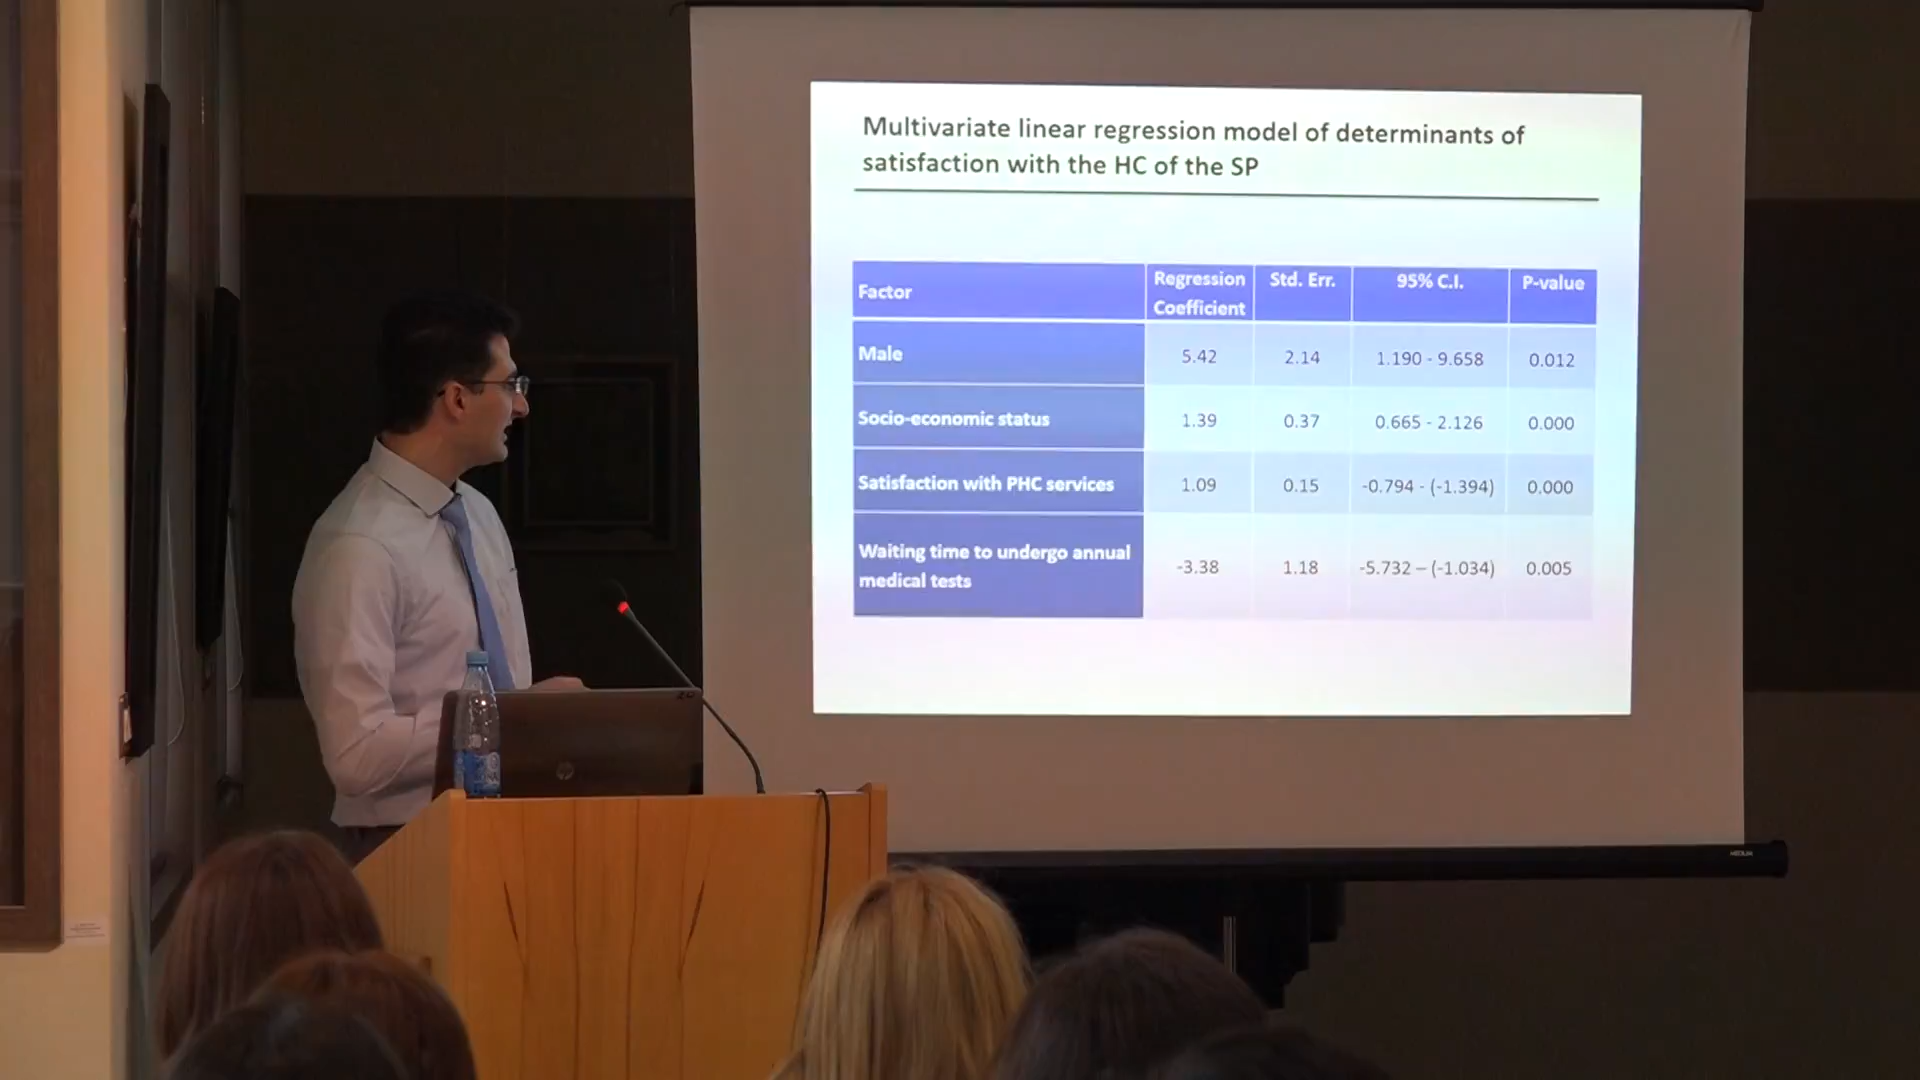 Multivariate linear regression model of determinants of
satisfaction with the HC of the SP
Factor
Regression
Coefficient
Std. Err.
95% C.I.
P-value
Male
5.42
2.14
1.190 - 9.658
0.012
Socio-economic status
1.39
0.37
0.665 - 2.126
0.000
Satisfaction with PHC services
1.09
0.15
-0.794 - (-1.394)
0.000
Waiting time to undergo annual
medical tests
-3.38
1.18
-5.732 – (-1.034)
0.005
hp
MEDIUM